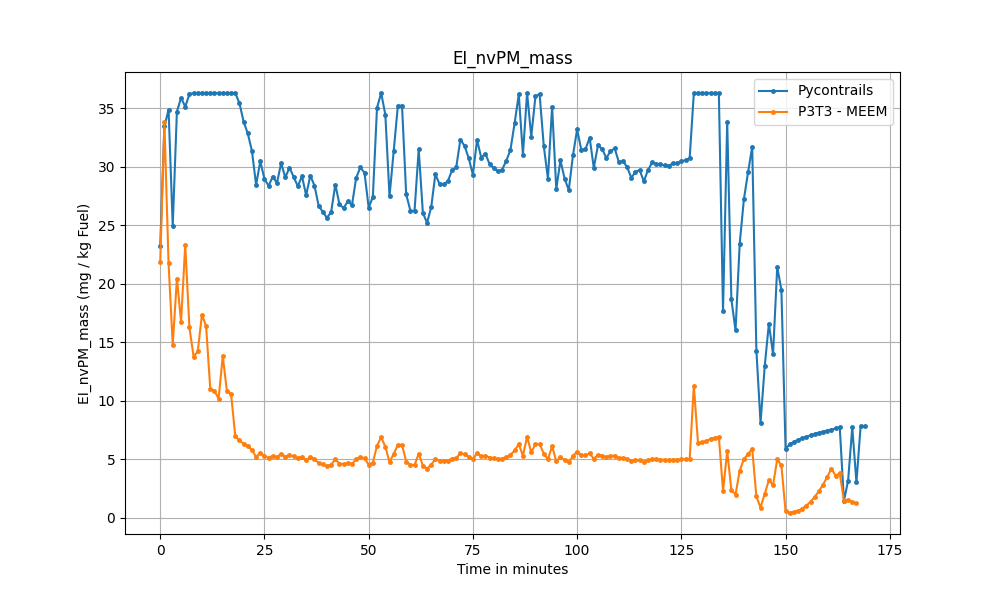 EI_nvPM_mass
Pycontrails
P3T3 - MEEM
EI_nvPM_mass (mg / kg Fuel)
35
30
25
20
15
10
5
0
0 25 50 75 100 125 150 175
Time in minutes